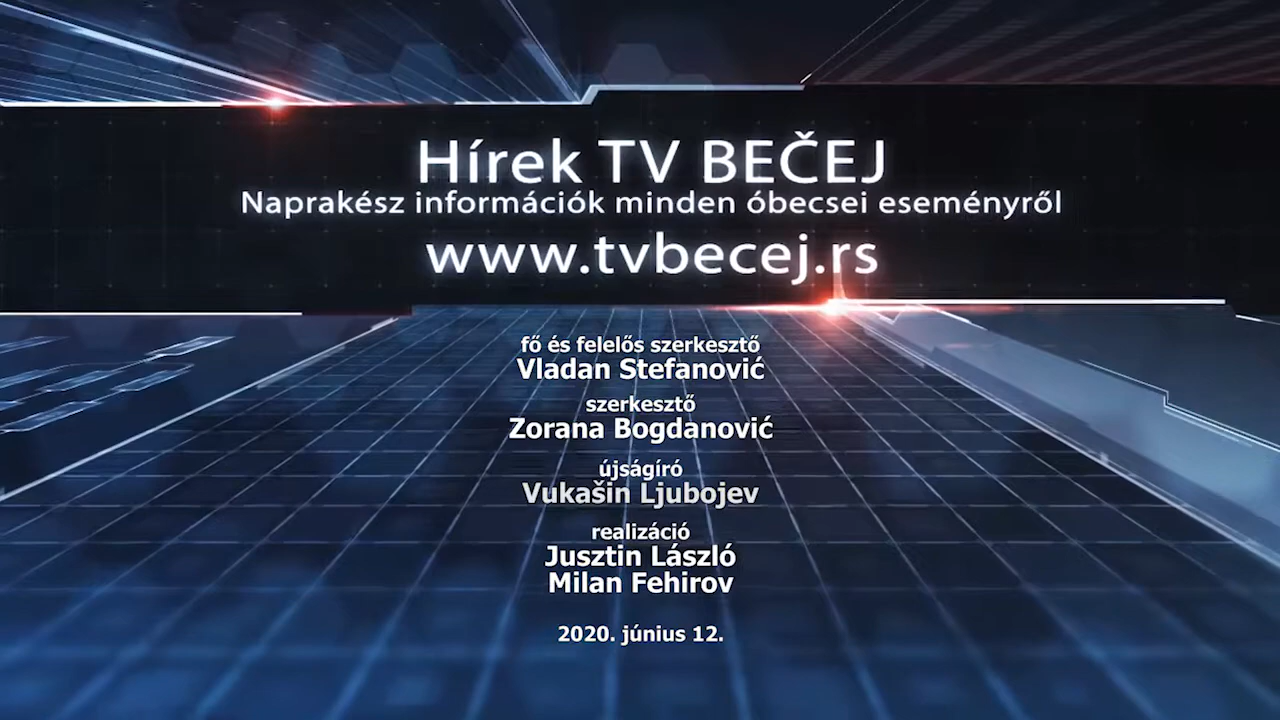 Hírek TV BEČEJ
Naprakész információk minden óbecsei eseményről
www.tvbecej.rs
fő és felelős szerkesztő
Vladan Stefanović
szerkesztő
Zorana Bogdanović
újságíró
Vukašin Ljubojev
realizáció
Jusztin László
Milan Fehirov
2020. június 12.